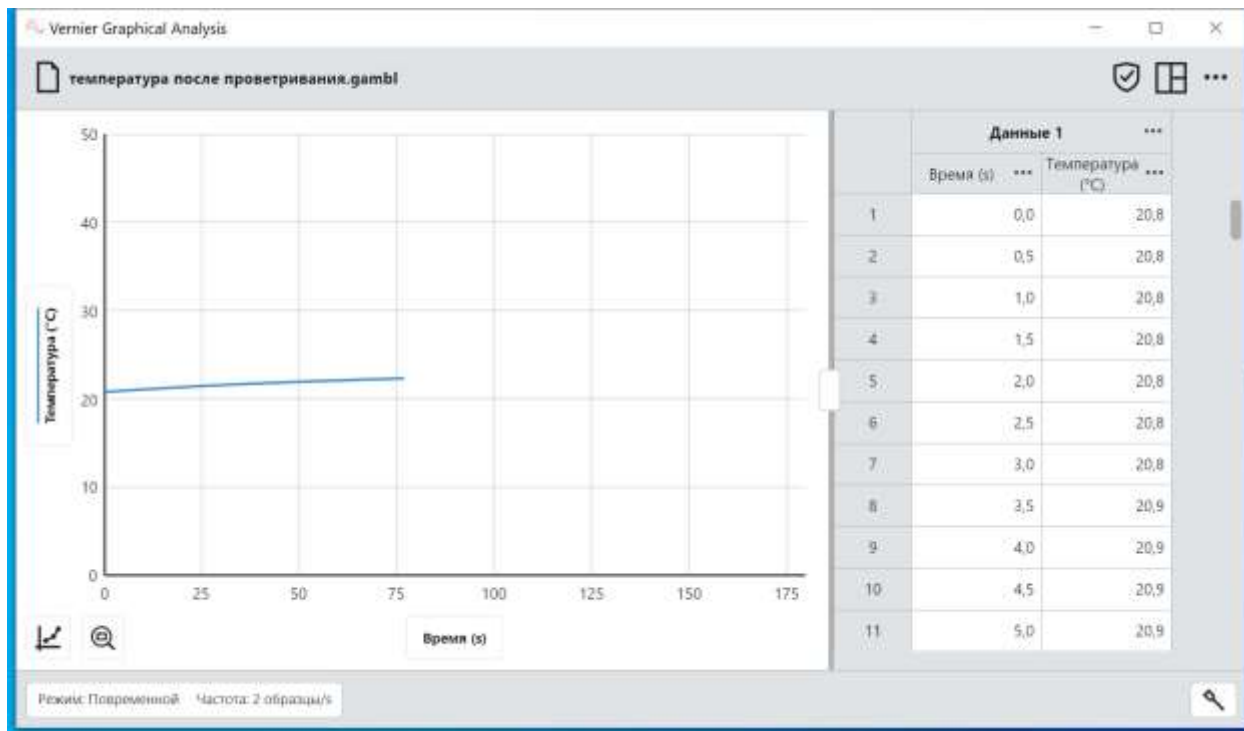 Vernier Graphical Analysis
температура после проветривания.gambl
50
40
30
20
10
0
Температура (°C)
0 25 50 75 100 125 150 175
Время (s)
Данные 1
Время (s) Температура (°C)
1 0,0 20,8
2 0,5 20,8
3 1,0 20,8
4 1,5 20,8
5 2,0 20,8
6 2,5 20,8
7 3,0 20,8
8 3,5 20,9
9 4,0 20,9
10 4,5 20,9
11 5,0 20,9
Режим: Повременной Частота: 2 образцы/s